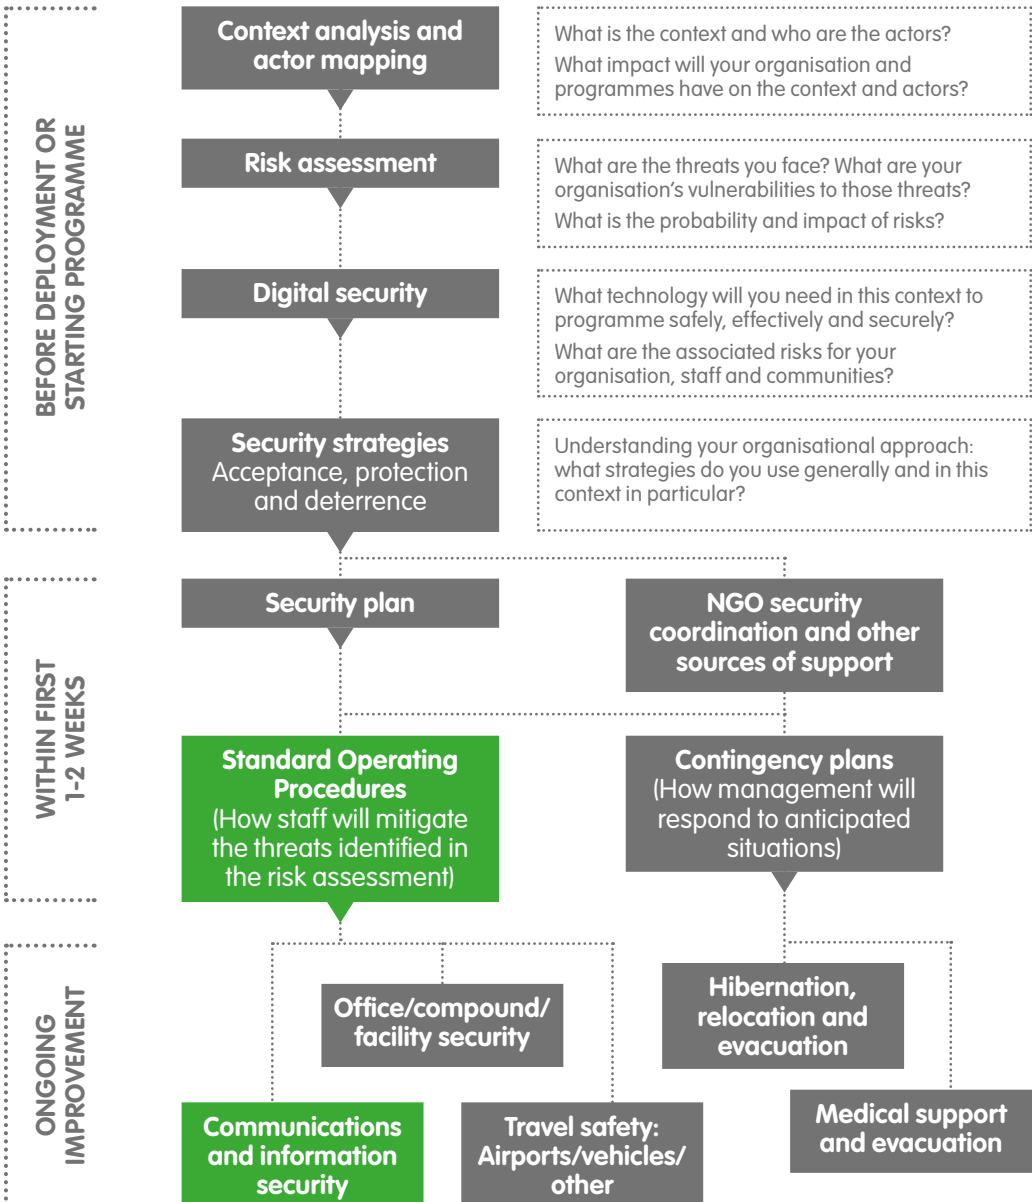 BEFORE DEPLOYMENT OR
STARTING PROGRAMME
Context analysis and
actor mapping
What is the context and who are the actors?
What impact will your organisation and
programmes have on the context and actors?
Risk assessment
What are the threats you face? What are your
organisation’s vulnerabilities to those threats?
What is the probability and impact of risks?
Digital security
What technology will you need in this context to
programme safely, effectively and securely?
What are the associated risks for your
organisation, staff and communities?
Security strategies
Acceptance, protection
and deterrence
Understanding your organisational approach:
what strategies do you use generally and in this
context in particular?
WITHIN FIRST
1-2 WEEKS
Security plan
NGO security
coordination and other
sources of support
Standard Operating
Procedures
(How staff will mitigate
the threats identified in
the risk assessment)
Contingency plans
(How management will
respond to anticipated
situations)
ONGOING
IMPROVEMENT
Office/compound/
facility security
Hibernation,
relocation and
evacuation
Communications
and information
security
Travel safety:
Airports/vehicles/
other
Medical support
and evacuation